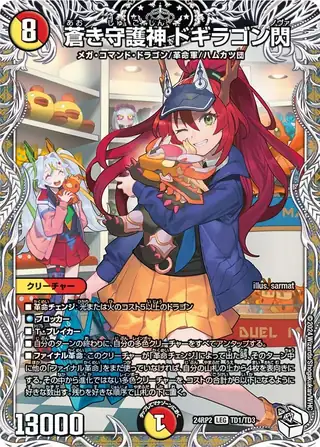 8
蒼き守護神 ドギラゴン閃
メガ・コマンド・ドラゴン/革命軍/ハムカツ団
クリーチャー
illus. sarmat
■革命チェンジ:光または火のコスト5以上のドラゴン
■ブロッカー
■T・ブレイカー
■自分のターンの終わりに、自分の多色クリーチャーをすべてアンタップする。
■ファイナル革命:このクリーチャーが「革命チェンジ」によって出た時、そのターン中に他の「ファイナル革命」をまだ使っていなければ、自分の山札の上から4枚を表向きにする。その中から進化ではない多色クリーチャーを、コストの合計が6以下になるように好きな数出す。残りを好きな順序で山札の下に置く。
13000
1
24RP2 LEG TD1/TD3
DUEL M